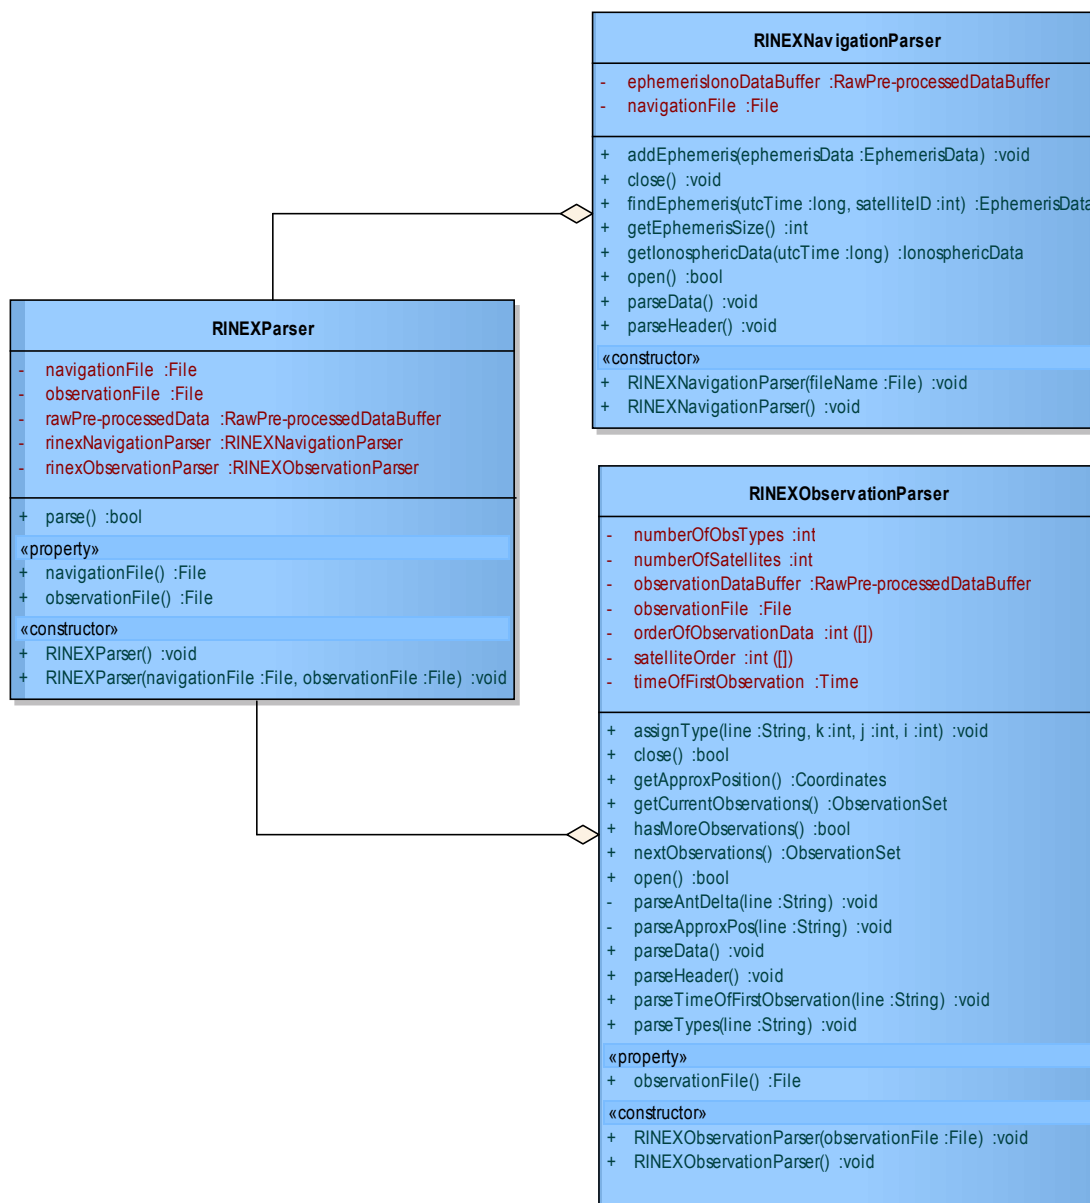 RINEXNavigationParser
- ephemerisIonoDataBuffer :RawPre-processedDataBuffer
- navigationFile :File
+ addEphemeris(ephemerisData :EphemerisData) :void
+ close() :void
+ findEphemeris(utcTime :long, satelliteID :int) :EphemerisData
+ getEphemerisSize() :int
+ getIonosphericData(utcTime :long) :IonosphericData
+ open() :bool
+ parseData() :void
+ parseHeader() :void
«constructor»
+ RINEXNavigationParser(fileName :File) :void
+ RINEXNavigationParser() :void
RINEXParser
- navigationFile :File
- observationFile :File
- rawPre-processedData :RawPre-processedDataBuffer
- rinexNavigationParser :RINEXNavigationParser
- rinexObservationParser :RINEXObservationParser
+ parse() :bool
«property»
+ navigationFile() :File
+ observationFile() :File
«constructor»
+ RINEXParser() :void
+ RINEXParser(navigationFile :File, observationFile :File) :void
RINEXObservationParser
- numberOfObsTypes :int
- numberOfSatellites :int
- observationDataBuffer :RawPre-processedDataBuffer
- observationFile :File
- orderOfObservationData :int ([])
- satelliteOrder :int ([])
- timeOfFirstObservation :Time
+ assignType(line :String, k :int, j :int, i :int) :void
+ close() :bool
+ getApproxPosition() :Coordinates
+ getCurrentObservations() :ObservationSet
+ hasMoreObservations() :bool
+ nextObservations() :ObservationSet
+ open() :bool
- parseAntDelta(line :String) :void
- parseApproxPos(line :String) :void
+ parseData() :void
+ parseHeader() :void
+ parseTimeOfFirstObservation(line :String) :void
+ parseTypes(line :String) :void
«property»
+ observationFile() :File
«constructor»
+ RINEXObservationParser(observationFile :File) :void
+ RINEXObservationParser() :void